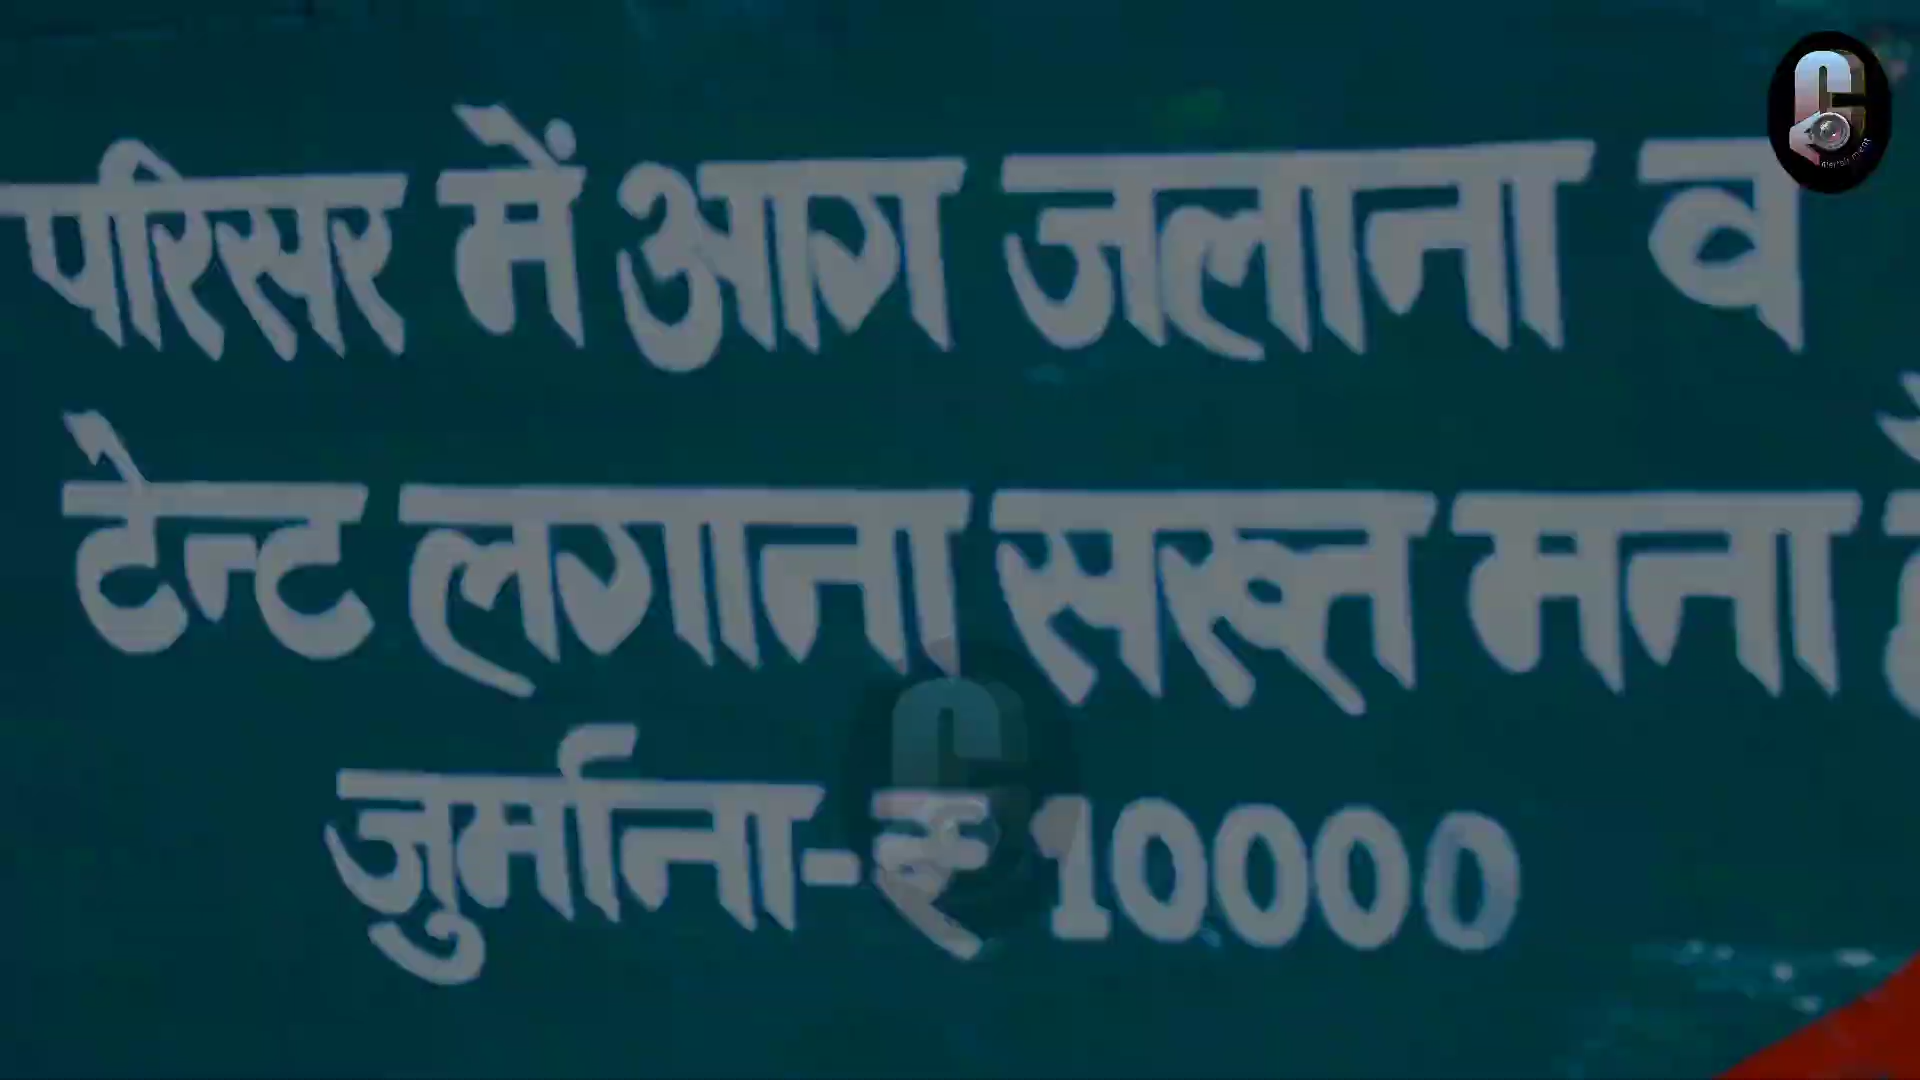 परिसर में आग जलाना व
टेन्ट लगाना सख्त मना है
जुर्माना-₹ 10000